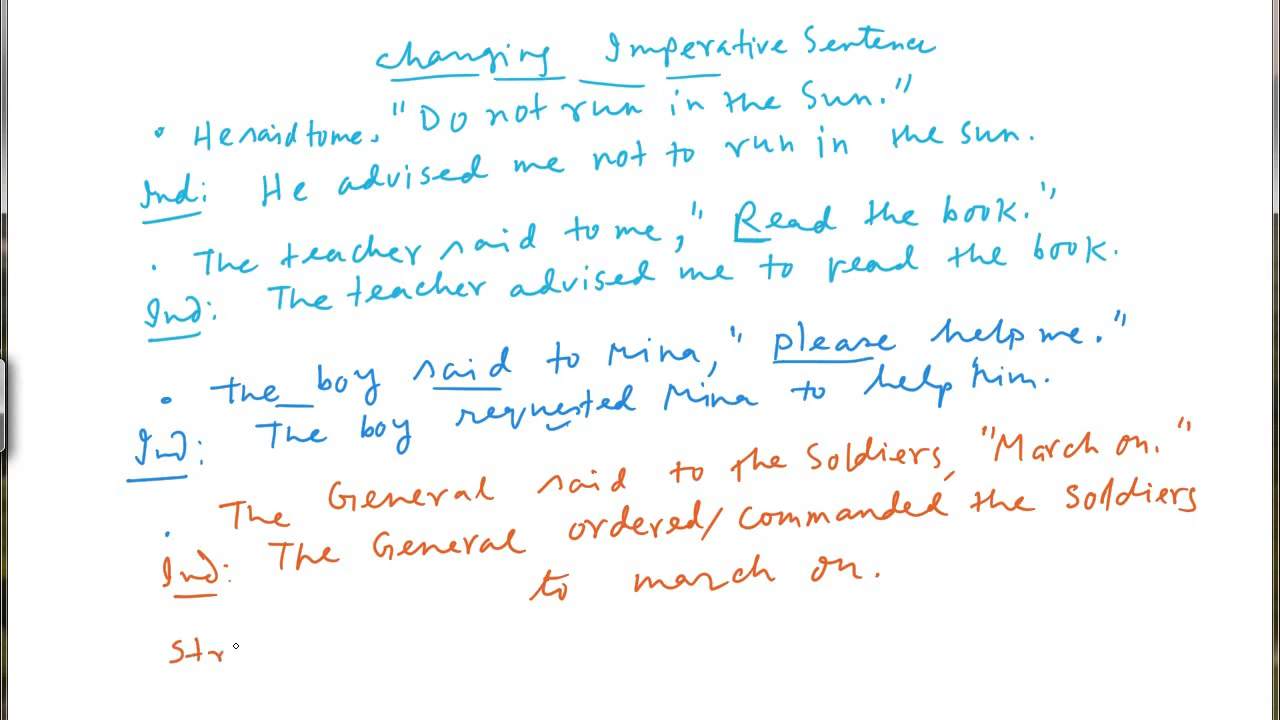 changing Imperative Sentence
• He said to me, "Do not run in the Sun."
Ind: He advised me not to run in the sun.
• The teacher said to me, "Read the book."
Ind: The teacher advised me to read the book.
• The boy said to Mina, "please help me."
Ind: The boy requested Mina to help him.
• The General said to the Soldiers, "March on."
Ind: The General ordered/commanded the Soldiers
to march on.
Str